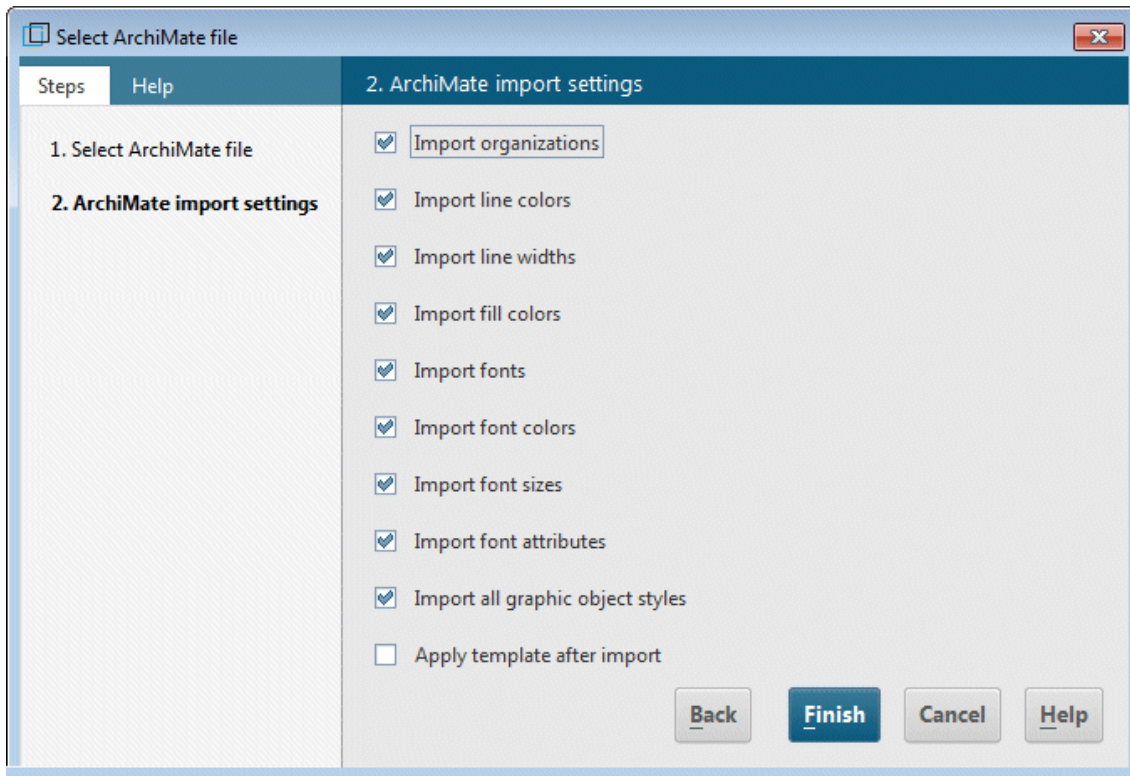 Select ArchiMate file
Steps
Help
2. ArchiMate import settings
1. Select ArchiMate file
2. ArchiMate import settings
Import organizations
Import line colors
Import line widths
Import fill colors
Import fonts
Import font colors
Import font sizes
Import font attributes
Import all graphic object styles
Apply template after import
Back
Finish
Cancel
Help